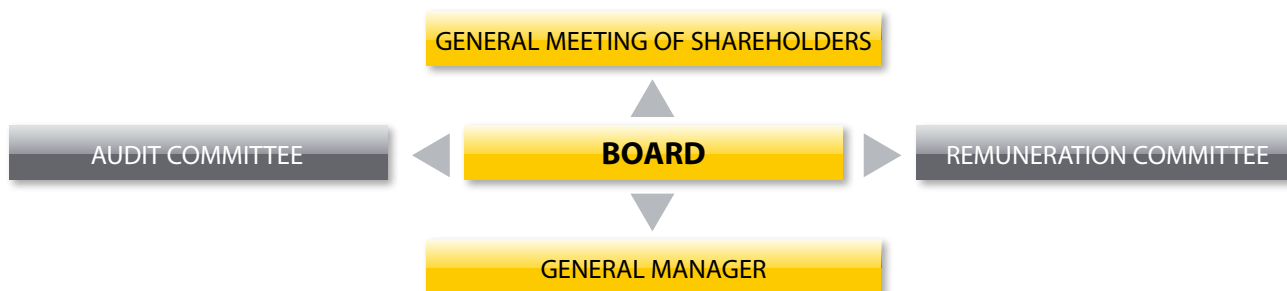 GENERAL MEETING OF SHAREHOLDERS
AUDIT COMMITTEE
BOARD
REMUNERATION COMMITTEE
GENERAL MANAGER